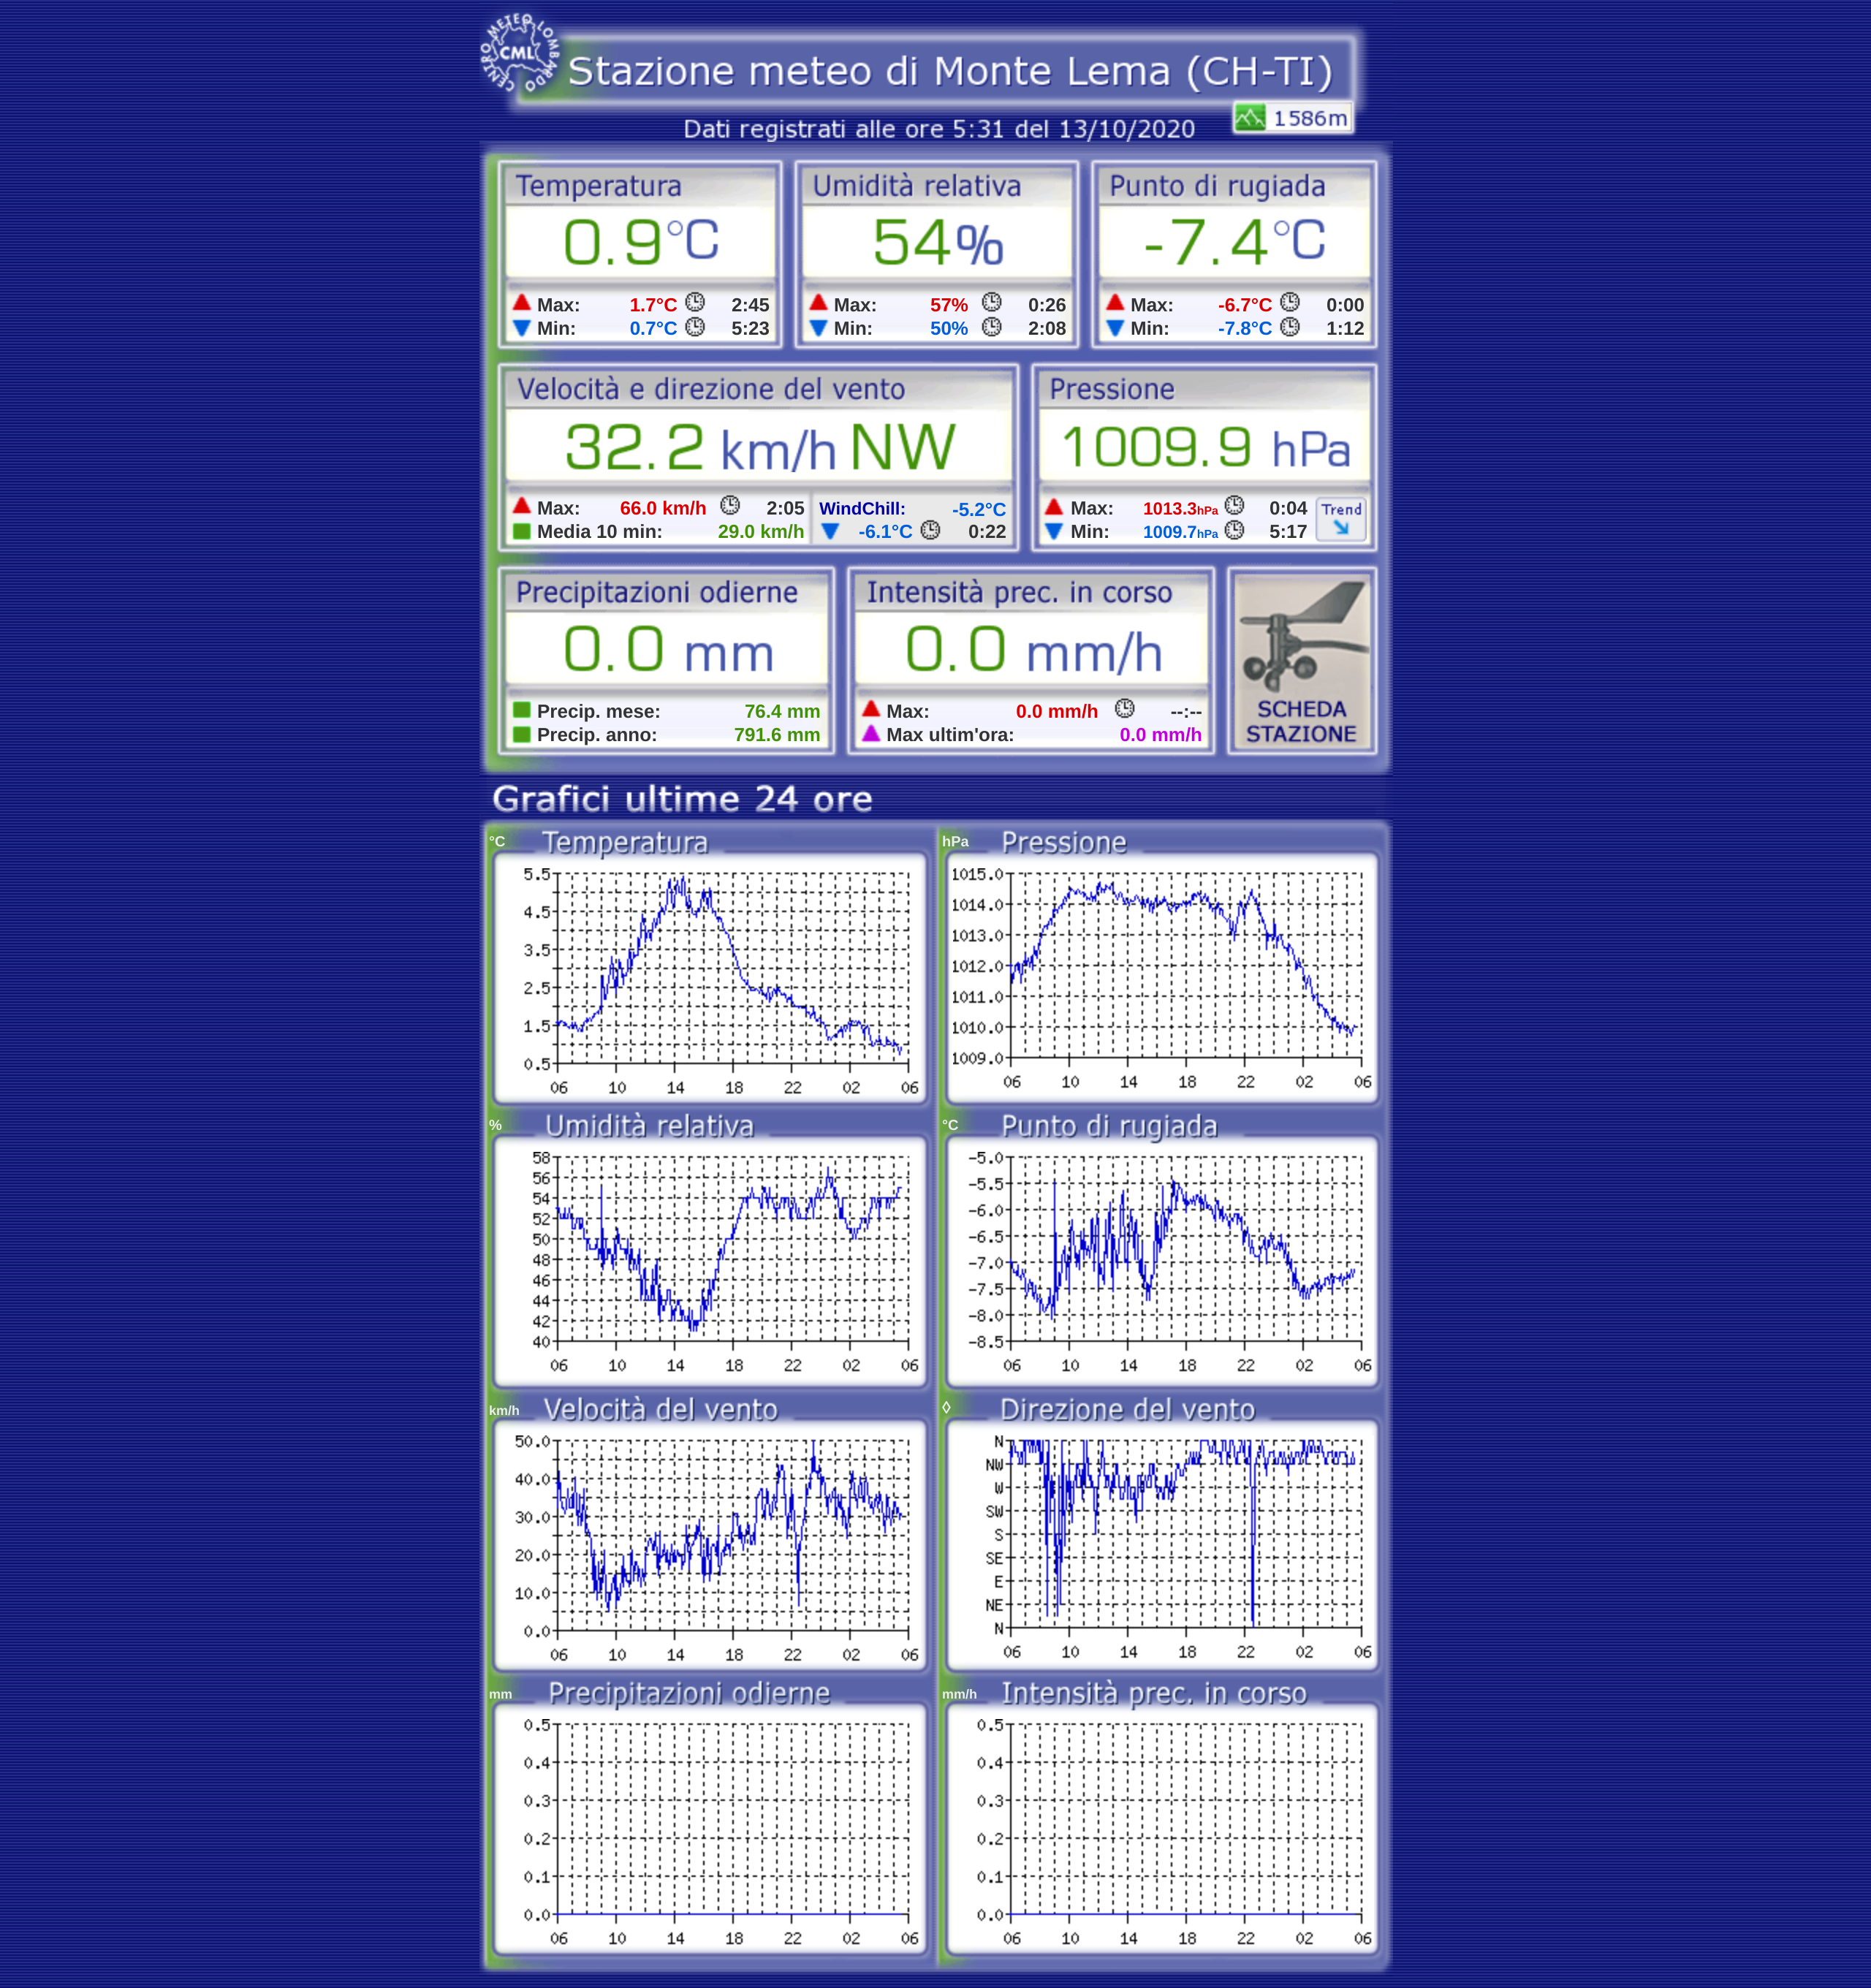 CENTRO METEO LOMBARDO
CML
Stazione meteo di Monte Lema (CH-TI)
1586m
Dati registrati alle ore 5:31 del 13/10/2020
Temperatura
0.9°C
Max: 1.7°C 2:45
Min: 0.7°C 5:23
Umidità relativa
54%
Max: 57% 0:26
Min: 50% 2:08
Punto di rugiada
-7.4°C
Max: -6.7°C 0:00
Min: -7.8°C 1:12
Velocità e direzione del vento
32.2 km/h NW
Max: 66.0 km/h 2:05
Media 10 min: 29.0 km/h
WindChill: -5.2°C
-6.1°C 0:22
Pressione
1009.9 hPa
Max: 1013.3hPa 0:04
Min: 1009.7hPa 5:17
Trend
Precipitazioni odierne
0.0 mm
Precip. mese: 76.4 mm
Precip. anno: 791.6 mm
Intensità prec. in corso
0.0 mm/h
Max: 0.0 mm/h --:--
Max ultim'ora: 0.0 mm/h
SCHEDA
STAZIONE
Grafici ultime 24 ore
°C Temperatura
5.5
4.5
3.5
2.5
1.5
0.5
06 10 14 18 22 02 06
hPa Pressione
1015.0
1014.0
1013.0
1012.0
1011.0
1010.0
1009.0
06 10 14 18 22 02 06
% Umidità relativa
58
56
54
52
50
48
46
44
42
40
06 10 14 18 22 02 06
°C Punto di rugiada
-5.0
-5.5
-6.0
-6.5
-7.0
-7.5
-8.0
-8.5
06 10 14 18 22 02 06
km/h Velocità del vento
50.0
40.0
30.0
20.0
10.0
0.0
06 10 14 18 22 02 06
◊ Direzione del vento
N
NW
W
SW
S
SE
E
NE
N
06 10 14 18 22 02 06
mm Precipitazioni odierne
0.5
0.4
0.3
0.2
0.1
0.0
06 10 14 18 22 02 06
mm/h Intensità prec. in corso
0.5
0.4
0.3
0.2
0.1
0.0
06 10 14 18 22 02 06